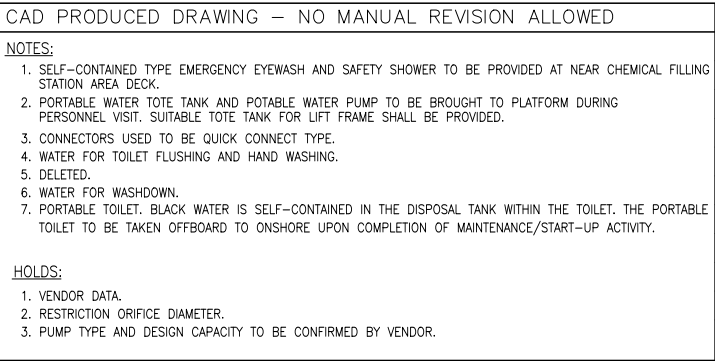 CAD PRODUCED DRAWING – NO MANUAL REVISION ALLOWED
NOTES:
1. SELF–CONTAINED TYPE EMERGENCY EYEWASH AND SAFETY SHOWER TO BE PROVIDED AT NEAR CHEMICAL FILLING
STATION AREA DECK.
2. PORTABLE WATER TOTE TANK AND POTABLE WATER PUMP TO BE BROUGHT TO PLATFORM DURING
PERSONNEL VISIT. SUITABLE TOTE TANK FOR LIFT FRAME SHALL BE PROVIDED.
3. CONNECTORS USED TO BE QUICK CONNECT TYPE.
4. WATER FOR TOILET FLUSHING AND HAND WASHING.
5. DELETED.
6. WATER FOR WASHDOWN.
7. PORTABLE TOILET. BLACK WATER IS SELF–CONTAINED IN THE DISPOSAL TANK WITHIN THE TOILET. THE PORTABLE
TOILET TO BE TAKEN OFFBOARD TO ONSHORE UPON COMPLETION OF MAINTENANCE/START–UP ACTIVITY.
HOLDS:
1. VENDOR DATA.
2. RESTRICTION ORIFICE DIAMETER.
3. PUMP TYPE AND DESIGN CAPACITY TO BE CONFIRMED BY VENDOR.